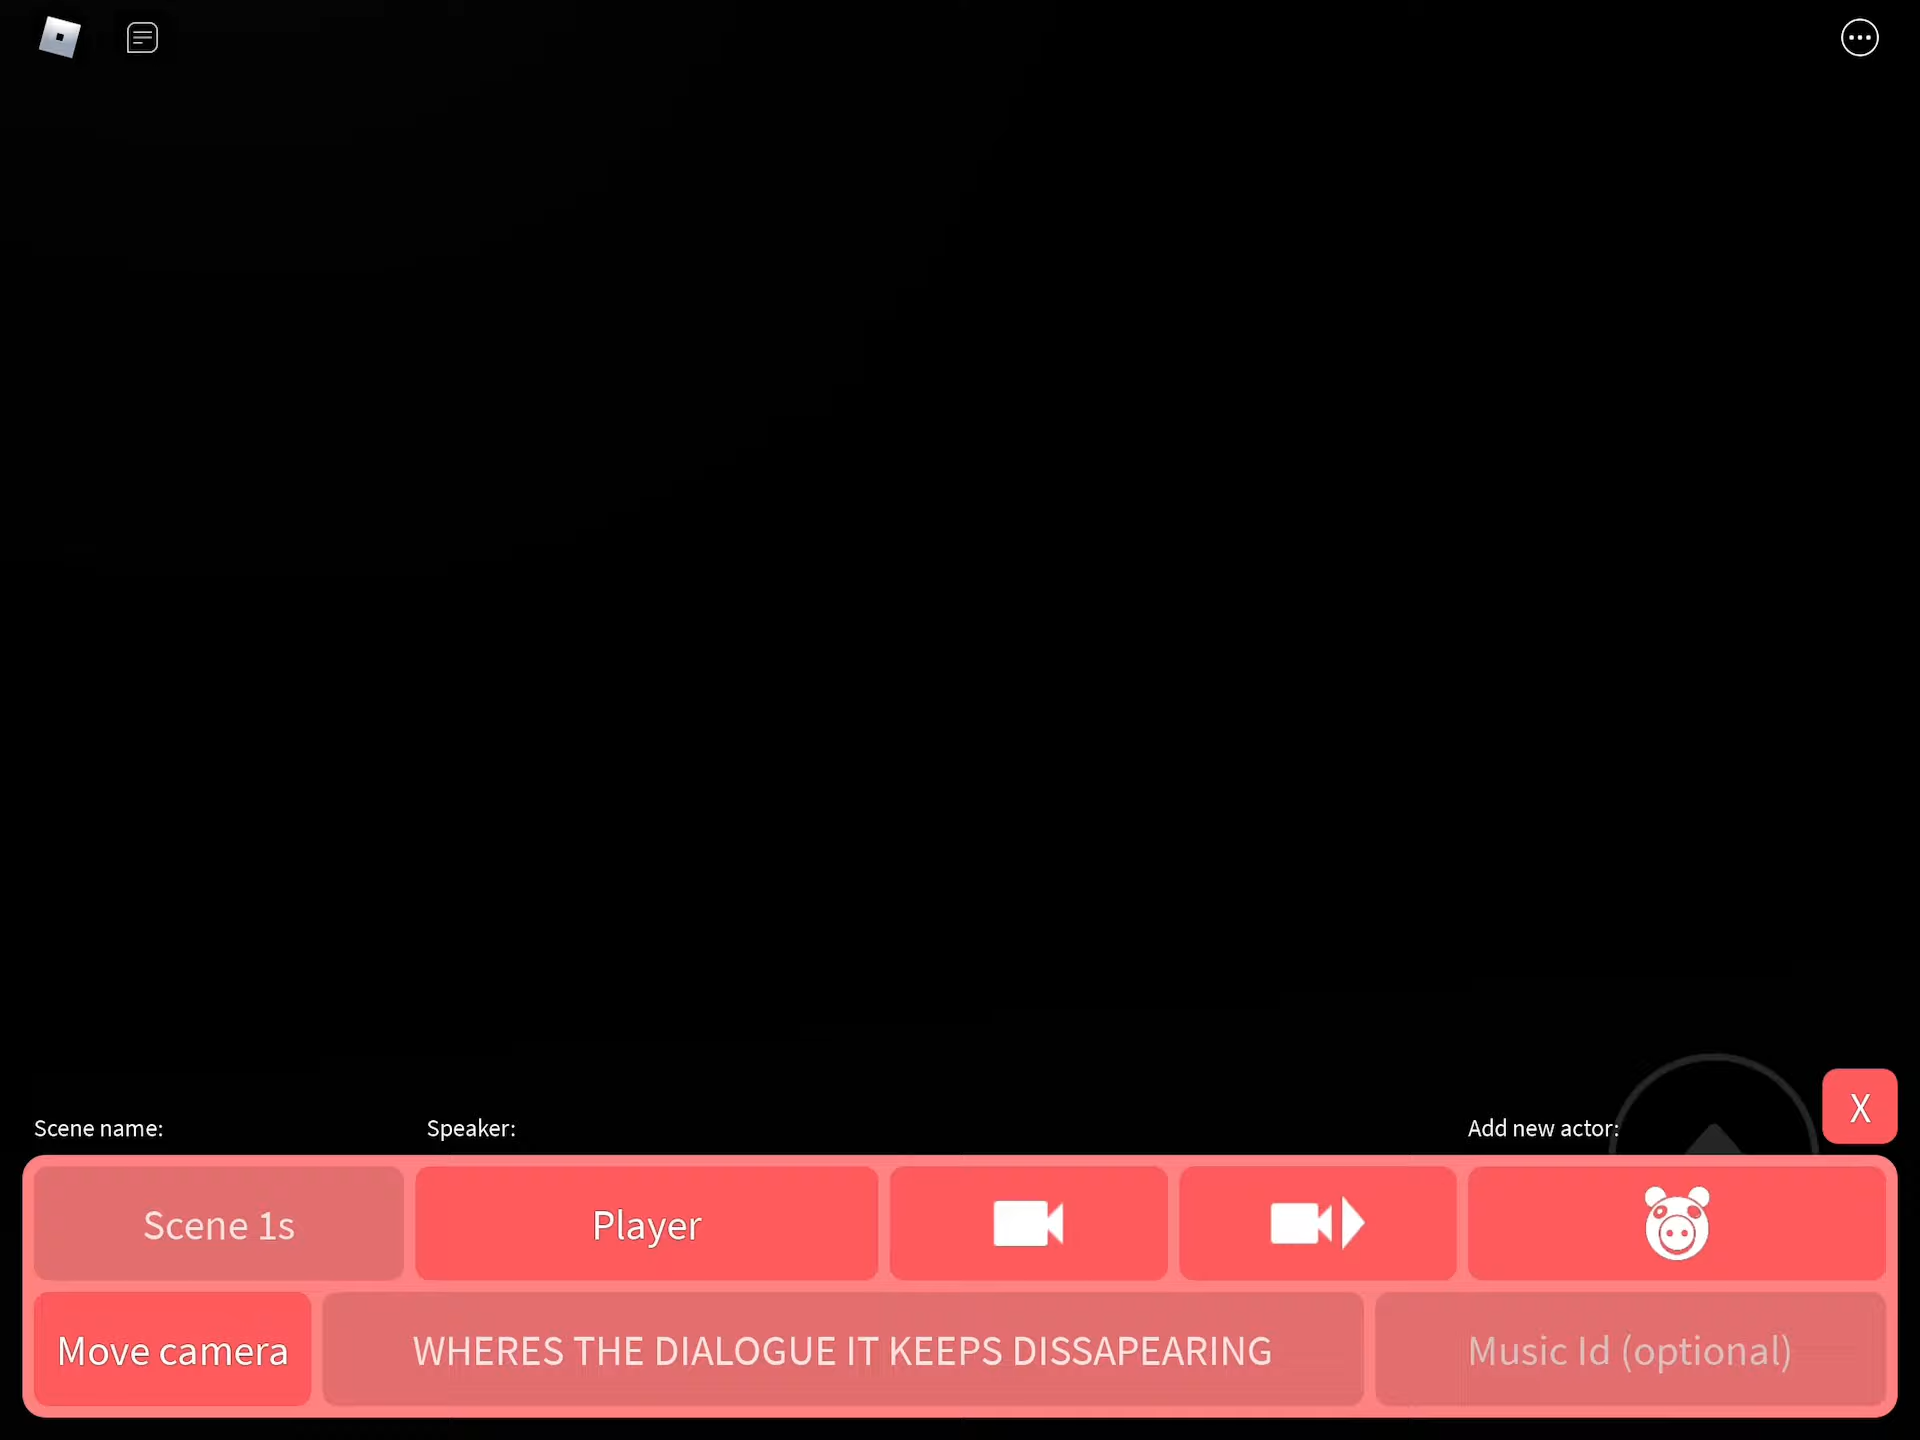 Scene name:
Speaker:
Add new actor:
X
Scene 1s
Player
Move camera
WHERES THE DIALOGUE IT KEEPS DISSAPEARING
Music Id (optional)